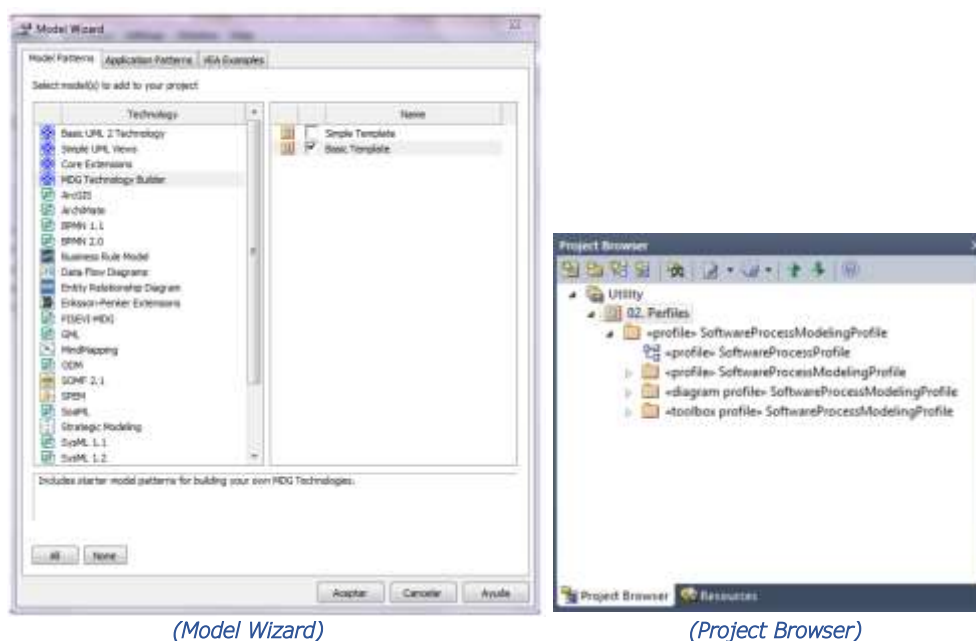 Model Wizard
Model Patterns
Application Patterns
VEA Examples
Select model(s) to add to your project
Technology
Name
Basic UML 2 Technology
Simple UML Views
Core Extensions
MDG Technology Builder
ArcGIS
ArchiMate
BPMN 1.1
BPMN 2.0
Business Rule Model
Data Flow Diagrams
Entity Relationship Diagram
Eriksson-Penker Extensions
GML
MindMapping
ODM
SOMF 2.1
SPEM
SoaML
Strategic Modeling
SysML 1.1
SysML 1.2
Simple Template
Basic Template
Includes starter model patterns for building your own MDG Technologies.
All
None
Aceptar
Cancelar
Ayuda
(Model Wizard)
Project Browser
Utility
02. Perfiles
«profile» SoftwareProcessModelingProfile
«profile» SoftwareProcessProfile
«profile» SoftwareProcessModelingProfile
«diagram profile» SoftwareProcessModelingProfile
«toolbox profile» SoftwareProcessModelingProfile
Project Browser
Resources
(Project Browser)